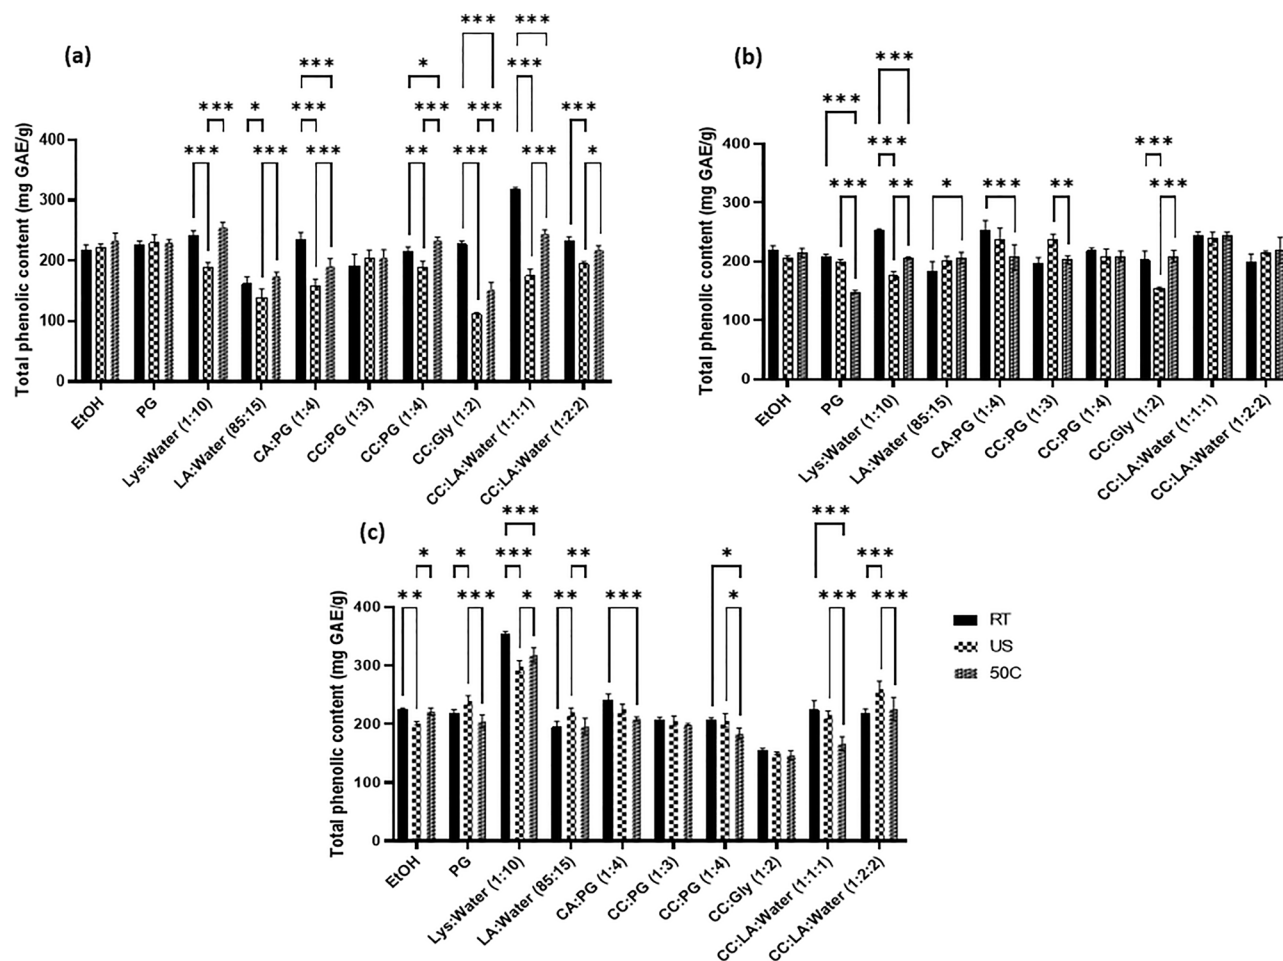 (a)
*** ***
* *** * *** *** ***
*** * *** *** *** *** ***
*** *** *** ** *** *** *
Total phenolic content (mg GAE/g)
400
300
200
100
0
EtOH
PG
Lys:Water (1:10)
LA:Water (85:15)
CA:PG (1:4)
CC:PG (1:3)
CC:PG (1:4)
CC:Gly (1:2)
CC:LA:Water (1:1:1)
CC:LA:Water (1:2:2)
(b)
***
***
*** ***
*** ** * *** ** ***
Total phenolic content (mg GAE/g)
400
300
200
100
0
EtOH
PG
Lys:Water (1:10)
LA:Water (85:15)
CA:PG (1:4)
CC:PG (1:3)
CC:PG (1:4)
CC:Gly (1:2)
CC:LA:Water (1:1:1)
CC:LA:Water (1:2:2)
(c)
*** ***
* * *** ** * ***
** *** * ** *** * *** ***
Total phenolic content (mg GAE/g)
400
300
200
100
0
EtOH
PG
Lys:Water (1:10)
LA:Water (85:15)
CA:PG (1:4)
CC:PG (1:3)
CC:PG (1:4)
CC:Gly (1:2)
CC:LA:Water (1:1:1)
CC:LA:Water (1:2:2)
RT
US
50C